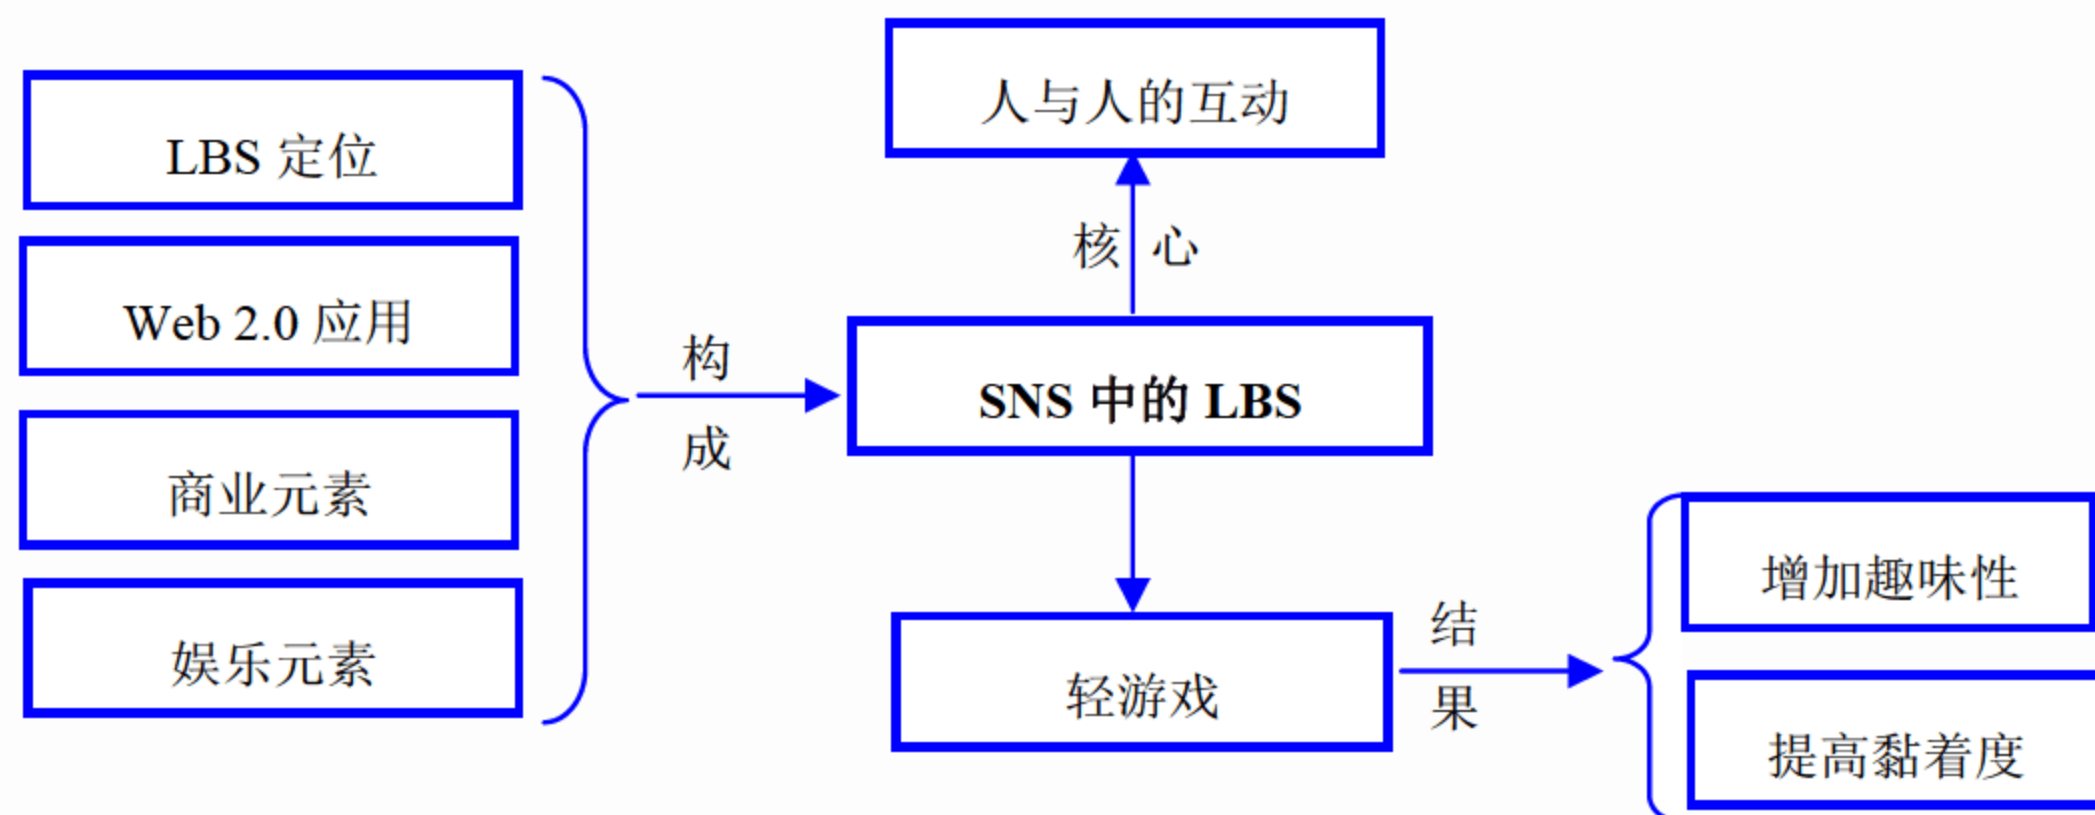 LBS 定位
Web 2.0 应用
商业元素
娱乐元素
构
成
人与人的互动
核 心
SNS 中的 LBS
轻游戏
结
果
增加趣味性
提高黏着度